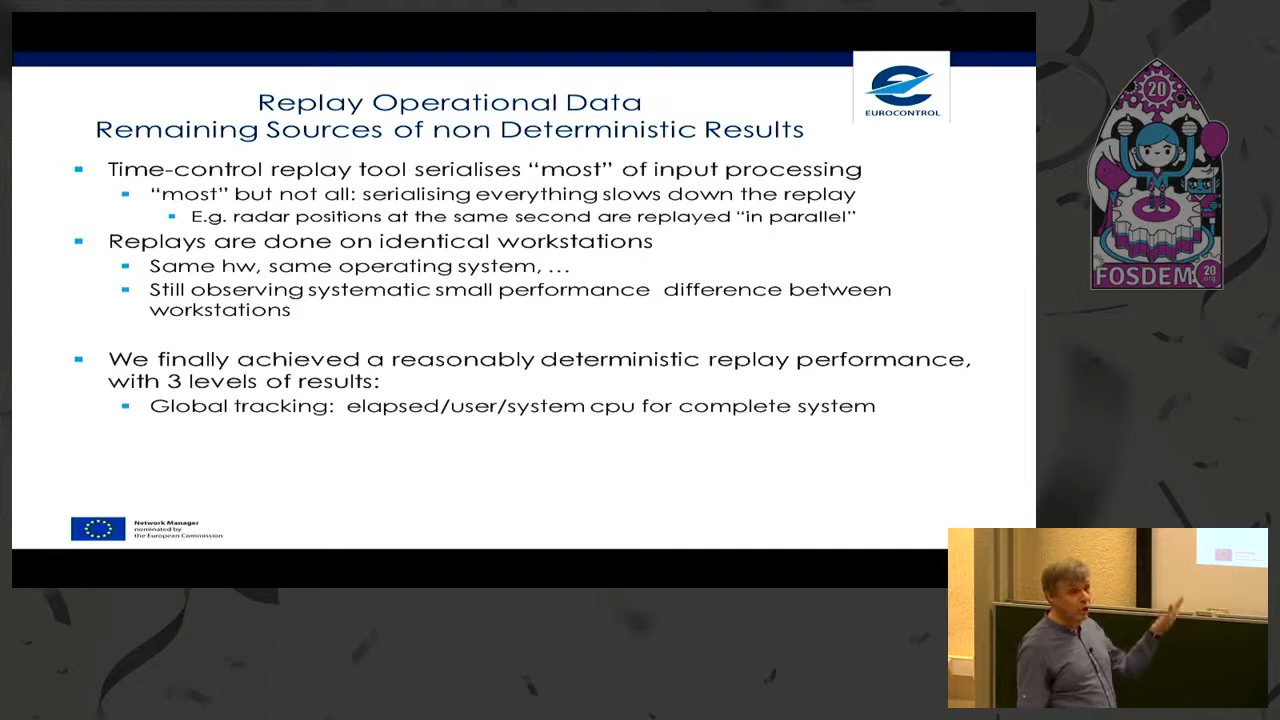 Replay Operational Data
Remaining Sources of non Deterministic Results
EUROCONTROL
Time-control replay tool serialises “most” of input processing
“most” but not all: serialising everything slows down the replay
E.g. radar positions at the same second are replayed “in parallel”
Replays are done on identical workstations
Same hw, same operating system, …
Still observing systematic small performance difference between
workstations
We finally achieved a reasonably deterministic replay performance,
with 3 levels of results:
Global tracking: elapsed/user/system cpu for complete system
Network Manager
nominated by
the European Commission
20
FOSDEM 20
.org